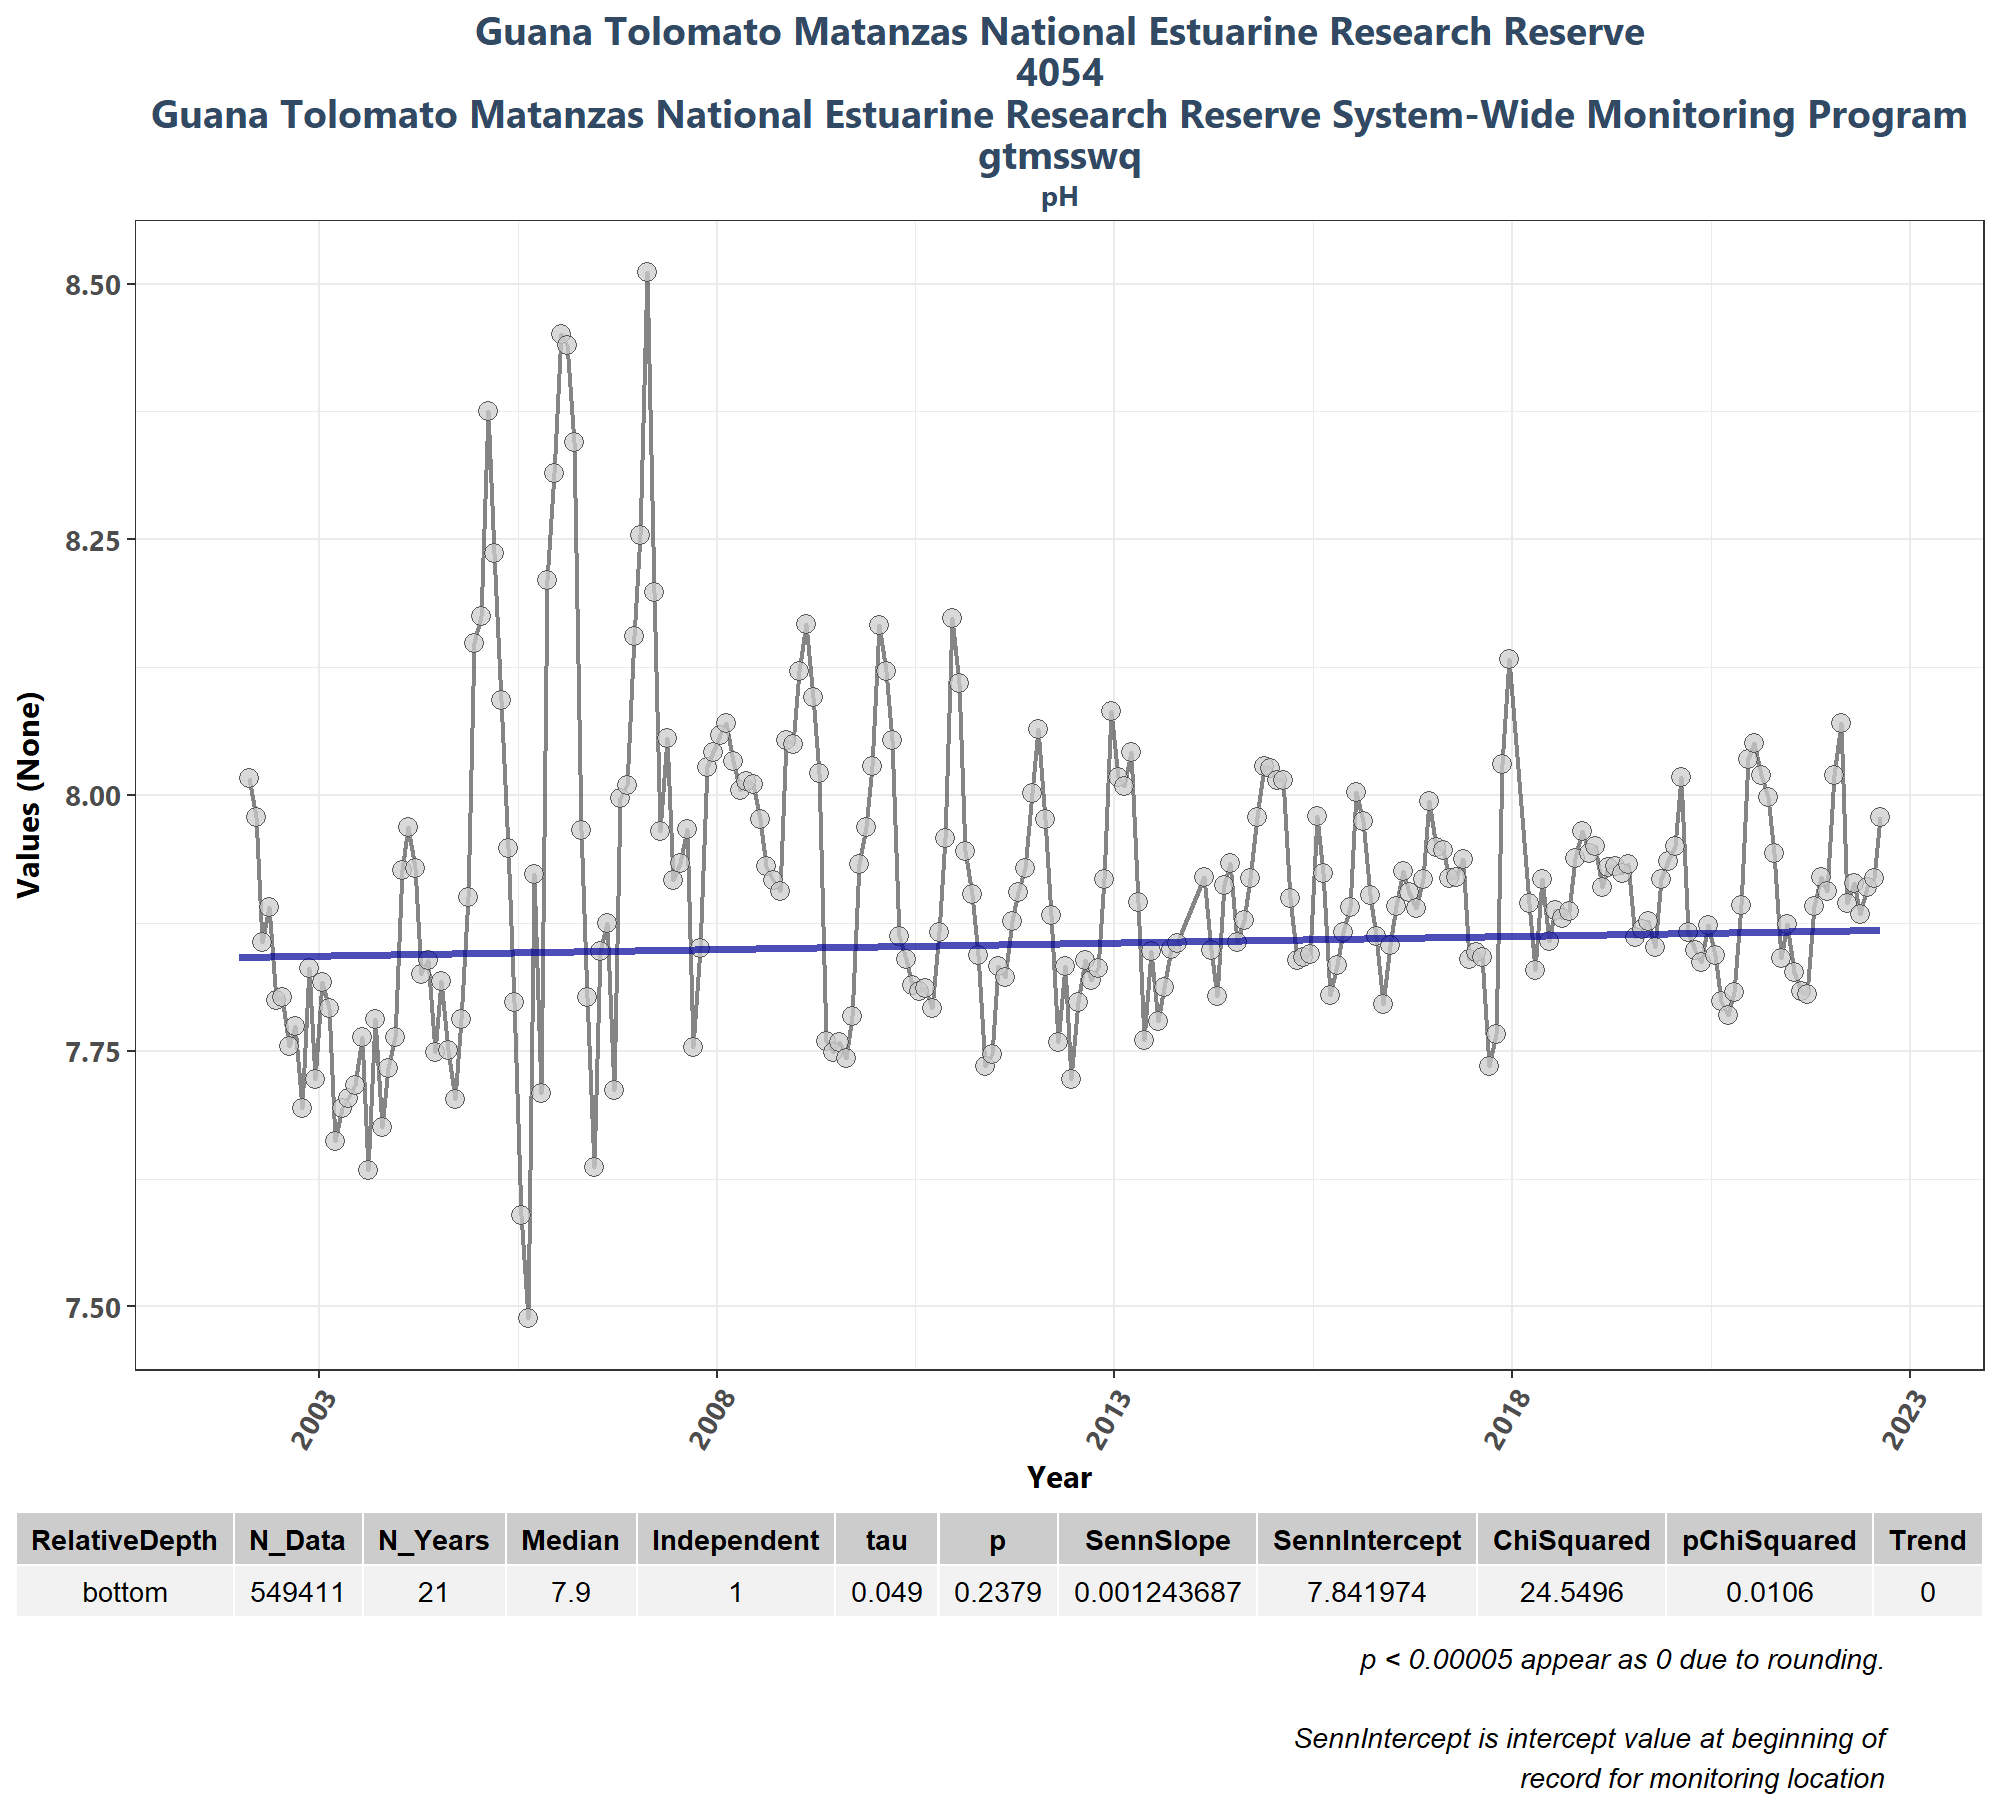 Guana Tolomato Matanzas National Estuarine Research Reserve
4054
Guana Tolomato Matanzas National Estuarine Research Reserve System-Wide Monitoring Program
gtmsswq
pH
8.50
8.25
8.00
7.75
7.50
Values (None)
2003 2008 2013 2018 2023
Year
RelativeDepth N_Data N_Years Median Independent tau p SennSlope SennIntercept ChiSquared pChiSquared Trend
bottom 549411 21 7.9 1 0.049 0.2379 0.001243687 7.841974 24.5496 0.0106 0
p < 0.00005 appear as 0 due to rounding.
SennIntercept is intercept value at beginning of
record for monitoring location